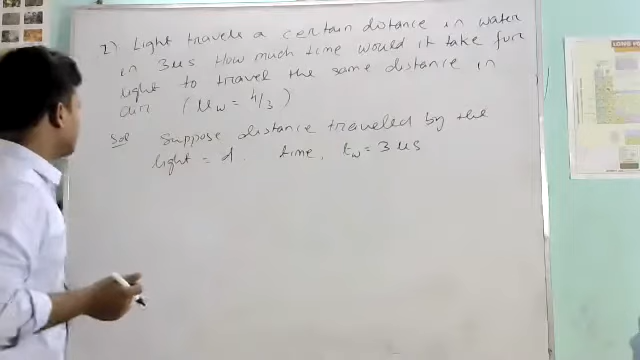 2) Light travels a certain distance in water
in 3 us How much time would it take for
light to travel the same distance in
air ( μw = 4/3 )
Sol Suppose distance traveled by the
light = d. time, tw = 3 us